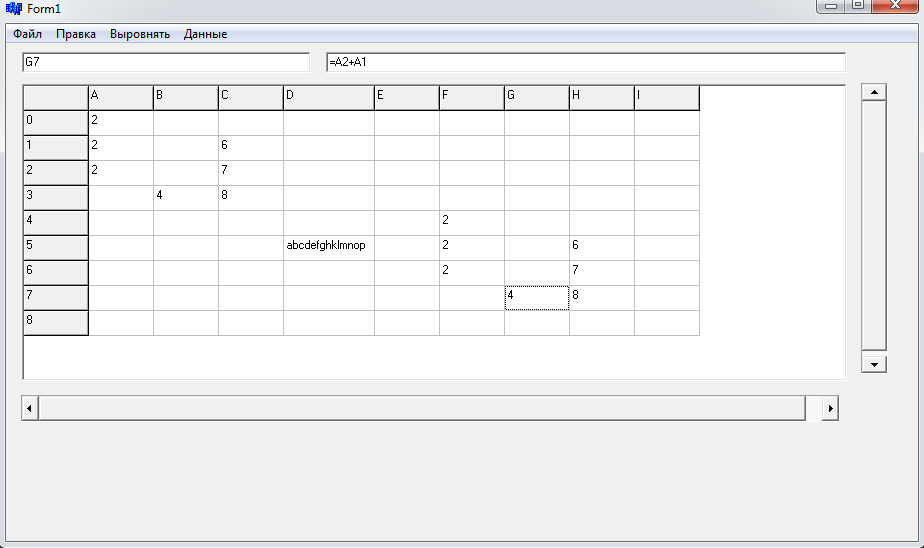 Form1
Файл Правка Выровнять Данные
G7 =A2+A1
A B C D E F G H I
0 2
1 2 6
2 2 7
3 4 8
4 2
5 abcdefghklmnop 2 6
6 2 7
7 4 8
8